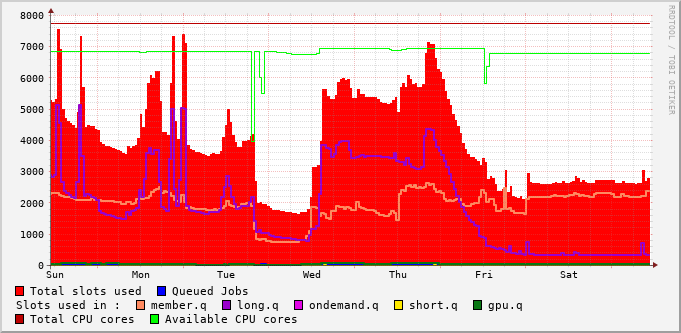 8000
7000
6000
5000
4000
3000
2000
1000
0
Sun Mon Tue Wed Thu Fri Sat
Total slots used Queued Jobs
Slots used in : member.q long.q ondemand.q short.q gpu.q
Total CPU cores Available CPU cores
RRDTOOL / TOBI OETIKER